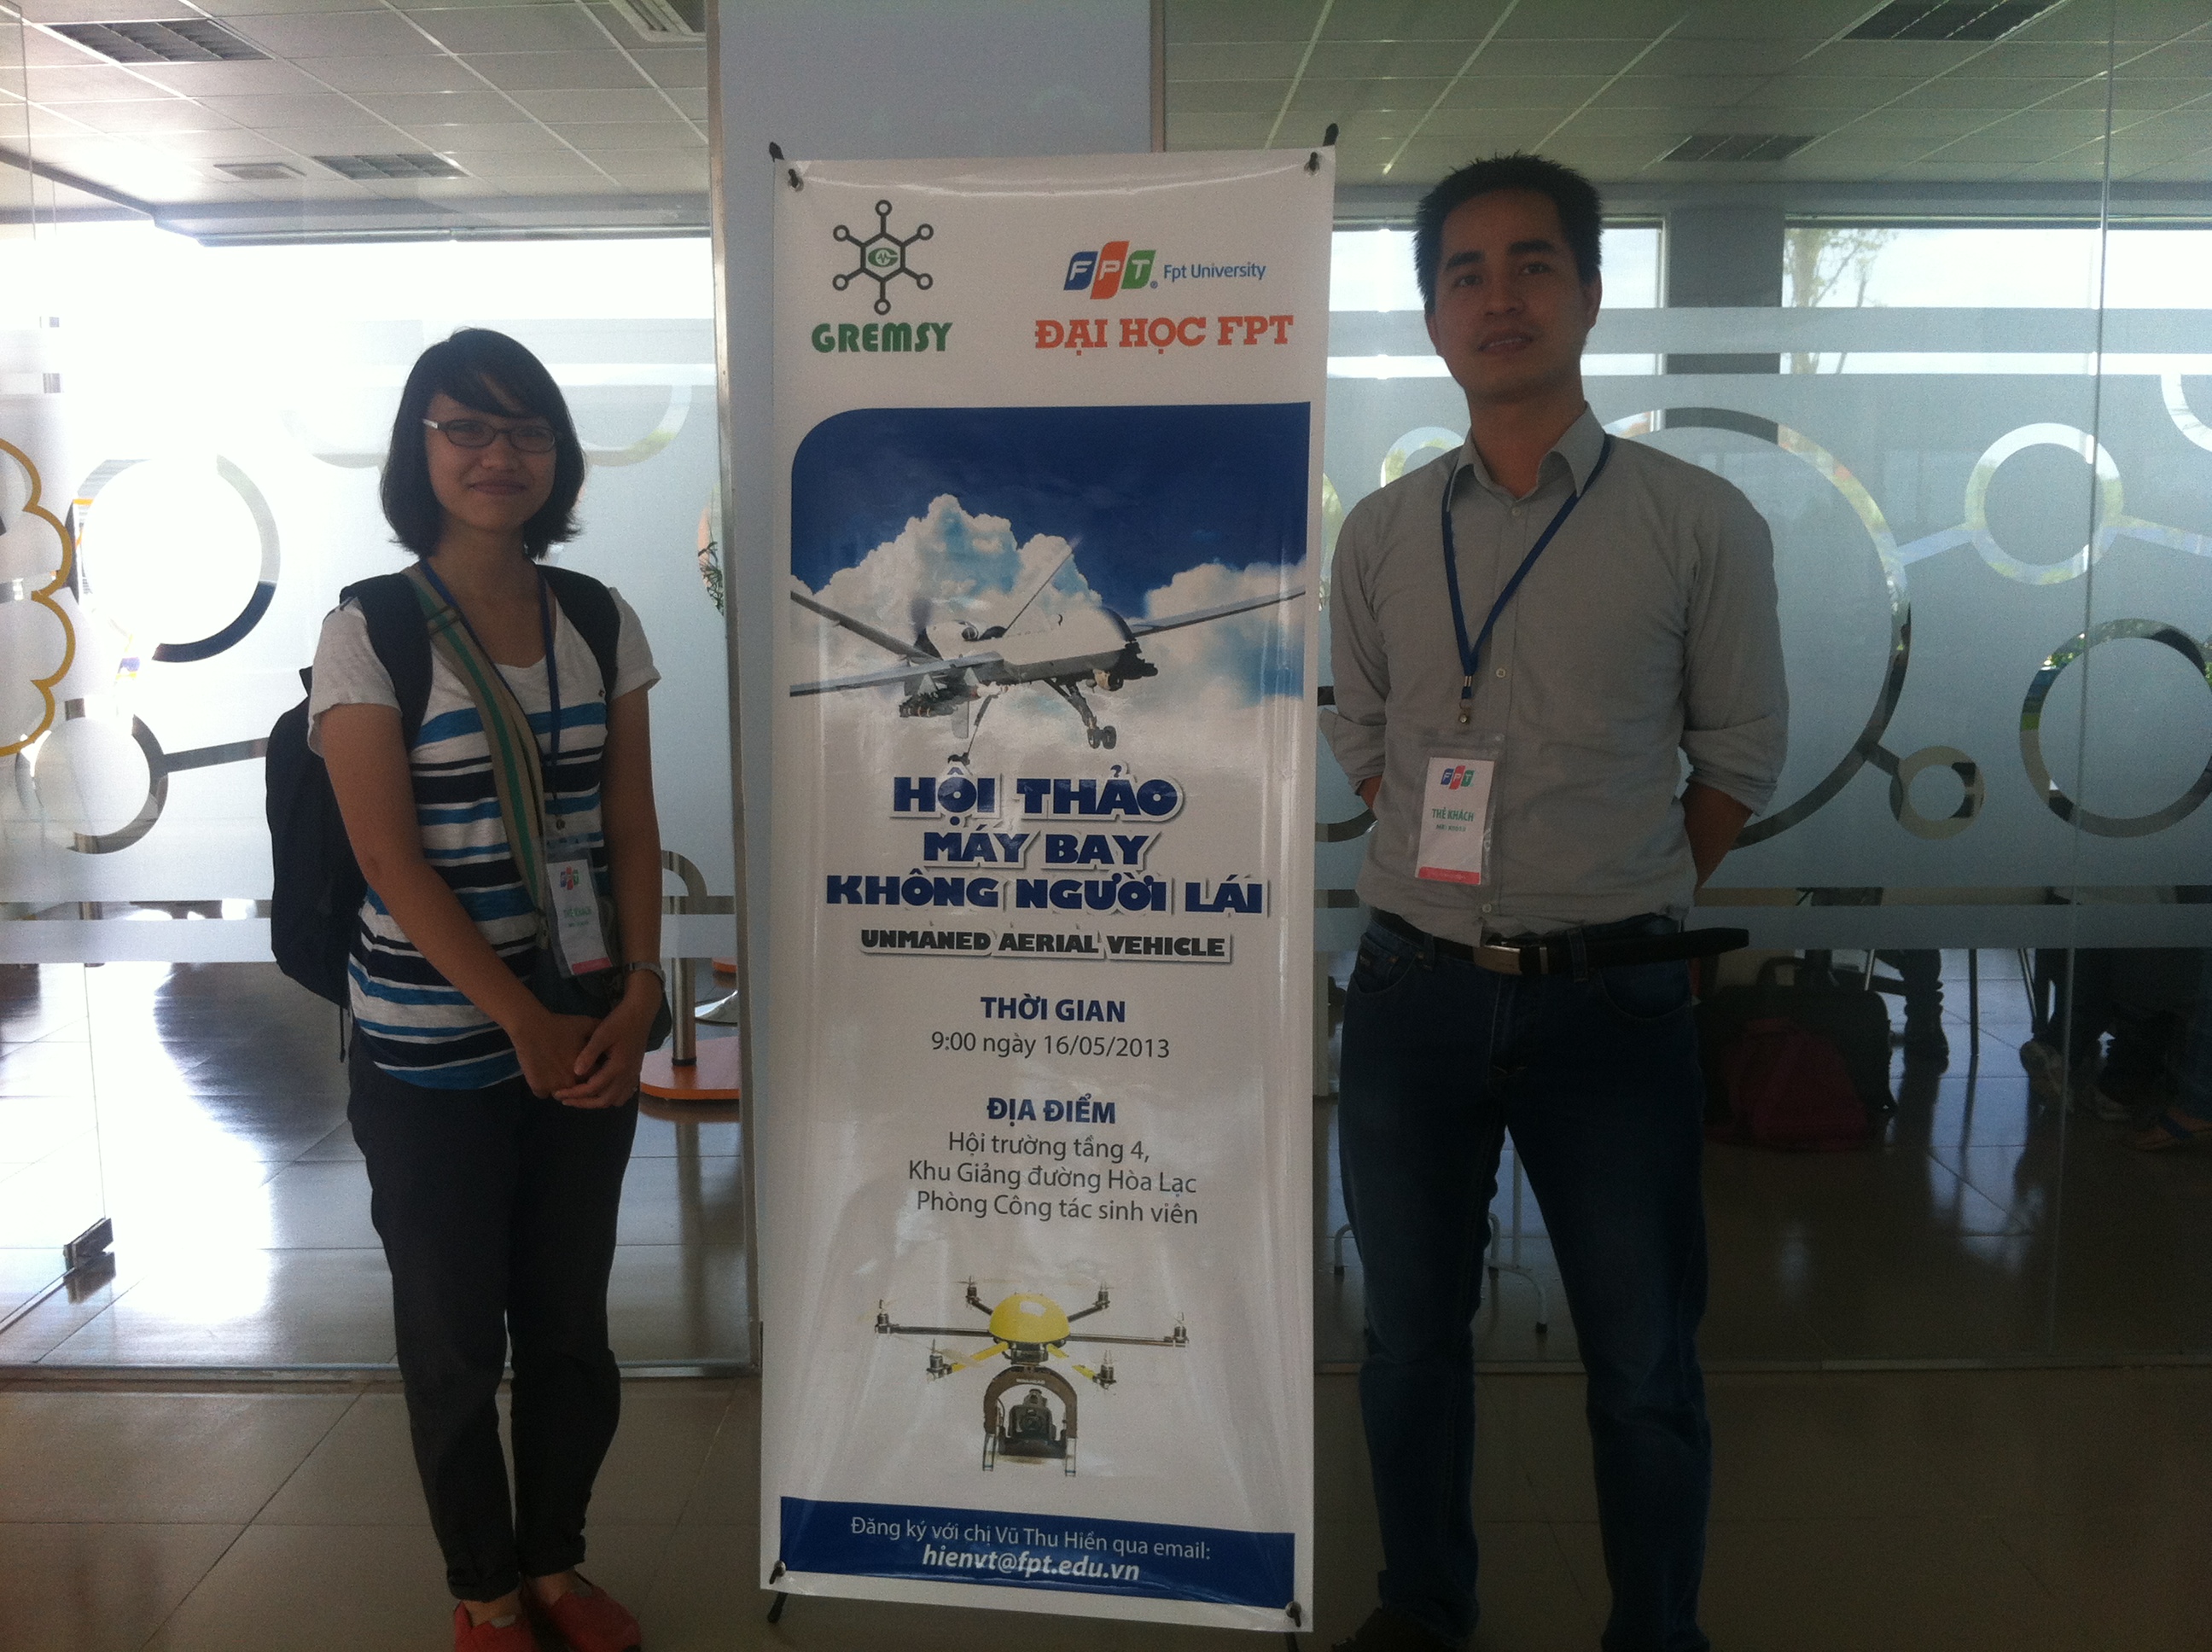 GREMSY
FPT Fpt University
ĐẠI HỌC FPT
HỘI THẢO
MÁY BAY
KHÔNG NGƯỜI LÁI
UNMANED AERIAL VEHICLE
THỜI GIAN
9:00 ngày 16/05/2013
ĐỊA ĐIỂM
Hội trường tầng 4,
Khu Giảng đường Hòa Lạc
Phòng Công tác sinh viên
Đăng ký với chị Vũ Thu Hiền qua email:
hienvt@fpt.edu.vn
FPT
THẺ KHÁCH
FPT
THẺ KHÁCH